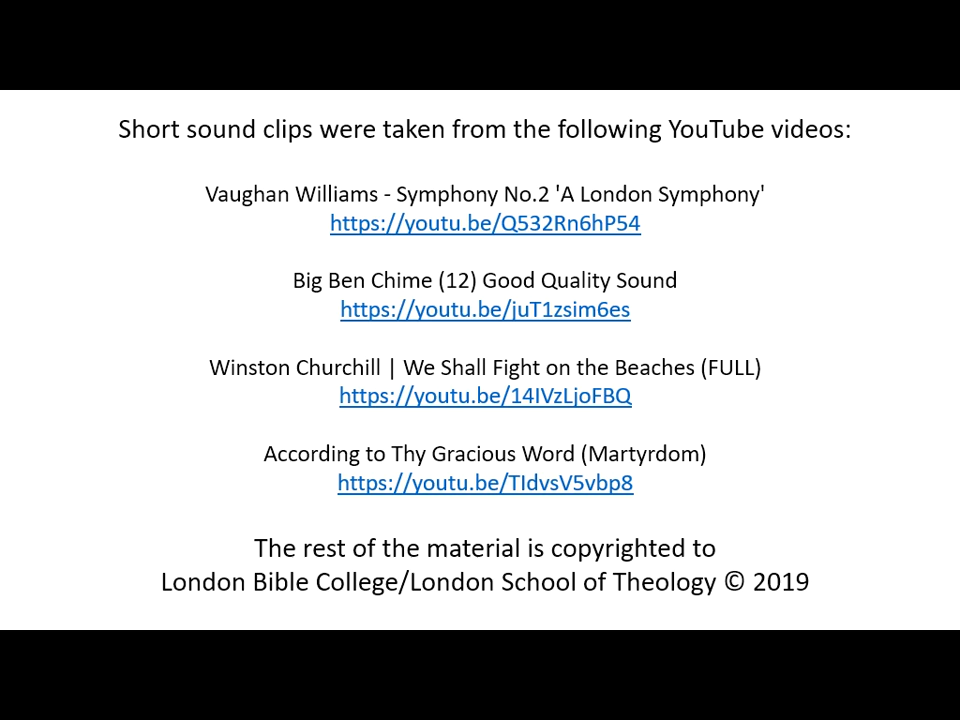 Short sound clips were taken from the following YouTube videos:
Vaughan Williams - Symphony No.2 'A London Symphony'
https://youtu.be/Q532Rn6hP54
Big Ben Chime (12) Good Quality Sound
https://youtu.be/juT1zsim6es
Winston Churchill | We Shall Fight on the Beaches (FULL)
https://youtu.be/14IVzLjoFBQ
According to Thy Gracious Word (Martyrdom)
https://youtu.be/TIdvsV5vbp8
The rest of the material is copyrighted to
London Bible College/London School of Theology © 2019